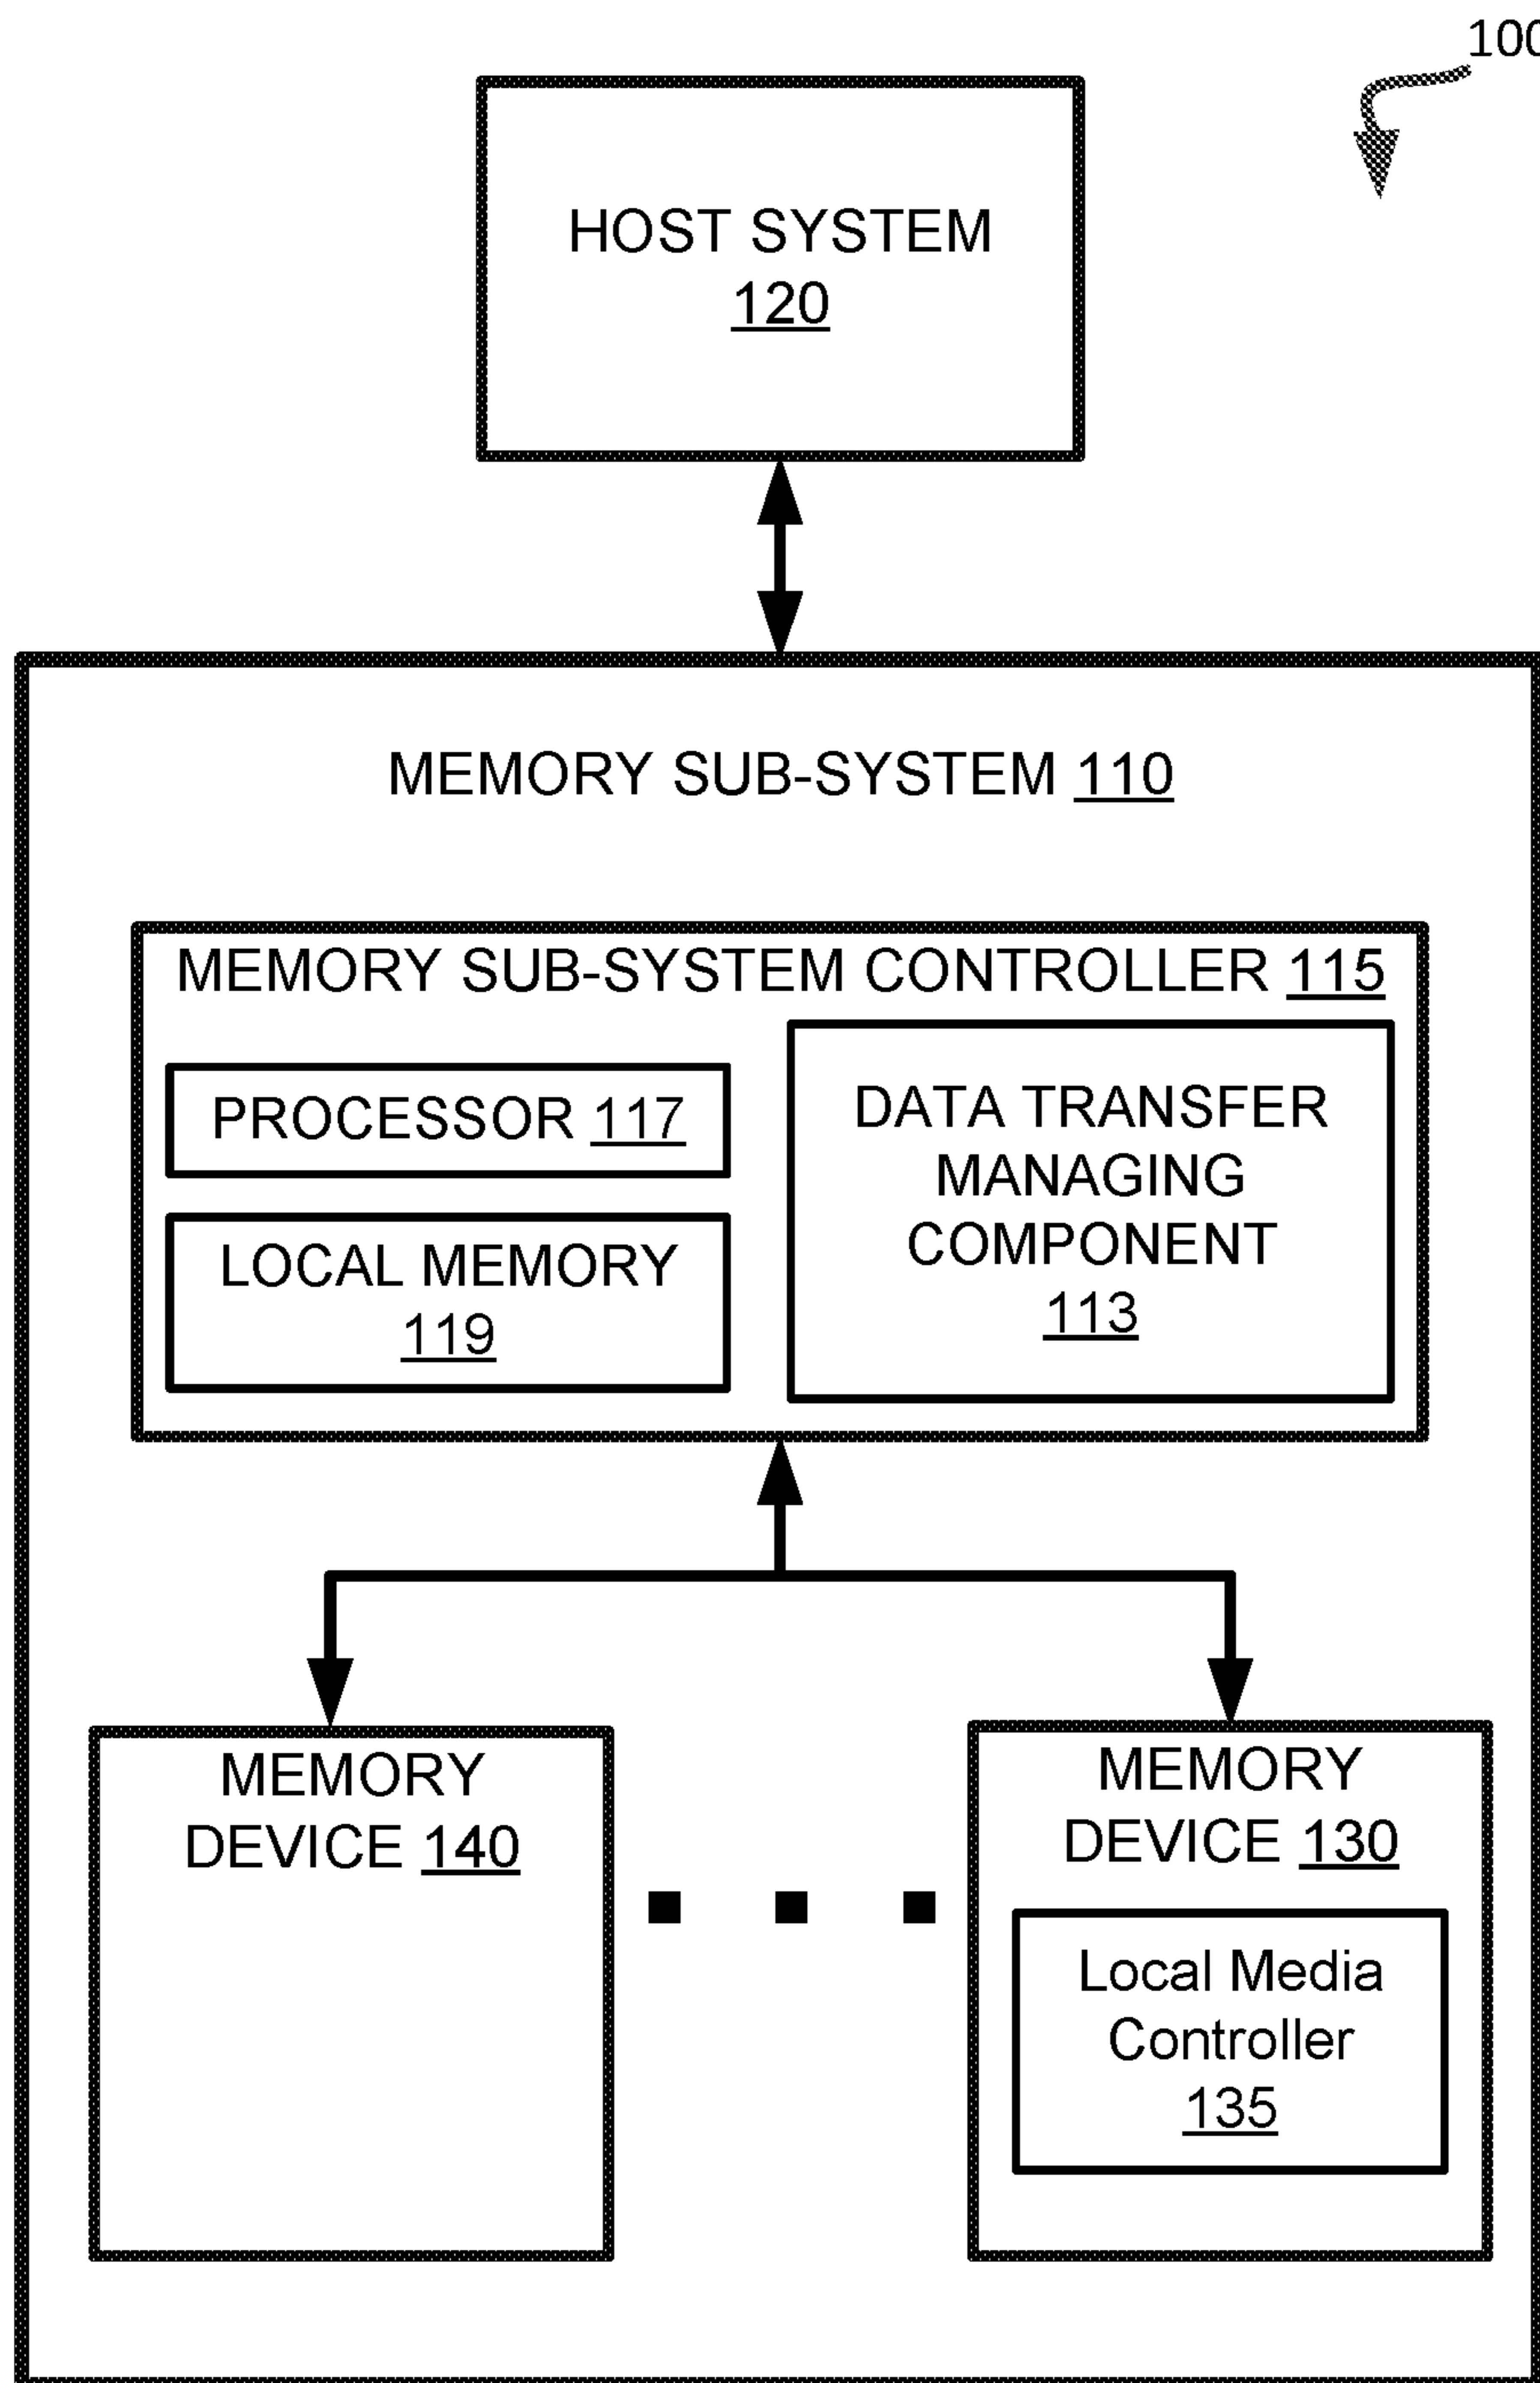 100
HOST SYSTEM
120
MEMORY SUB-SYSTEM 110
MEMORY SUB-SYSTEM CONTROLLER 115
PROCESSOR 117
LOCAL MEMORY
119
DATA TRANSFER
MANAGING
COMPONENT
113
MEMORY
DEVICE 140
MEMORY
DEVICE 130
Local Media
Controller
135